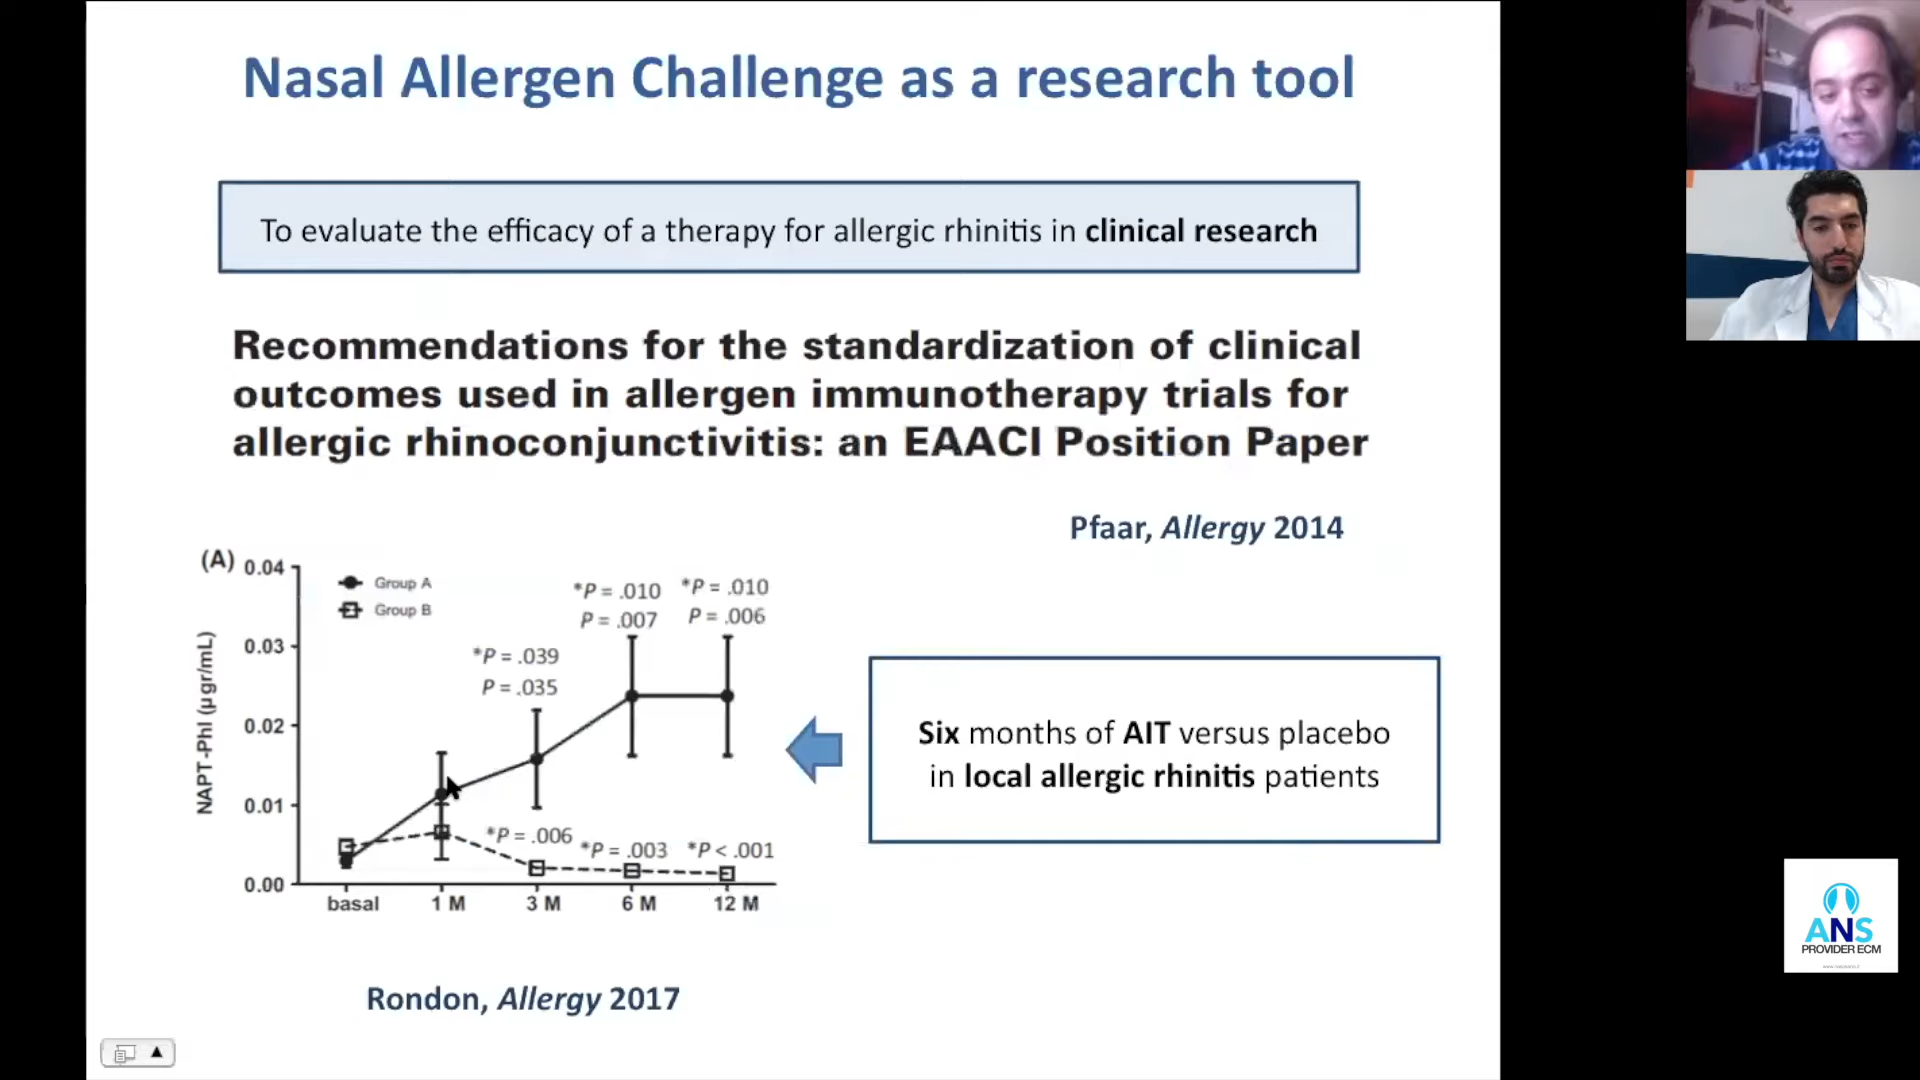 Nasal Allergen Challenge as a research tool
To evaluate the efficacy of a therapy for allergic rhinitis in clinical research
Recommendations for the standardization of clinical
outcomes used in allergen immunotherapy trials for
allergic rhinoconjunctivitis: an EAACI Position Paper
Pfaar, Allergy 2014
(A)
0.04
0.03
0.02
0.01
0.00
NAPT-Phl (µgr/mL)
Group A
Group B
*P = .039
P = .035
*P = .010
P = .007
*P = .010
P = .006
*P = .006
*P = .003
*P < .001
basal
1 M
3 M
6 M
12 M
Six months of AIT versus placebo
in local allergic rhinitis patients
Rondon, Allergy 2017
ANS
PROVIDER ECM